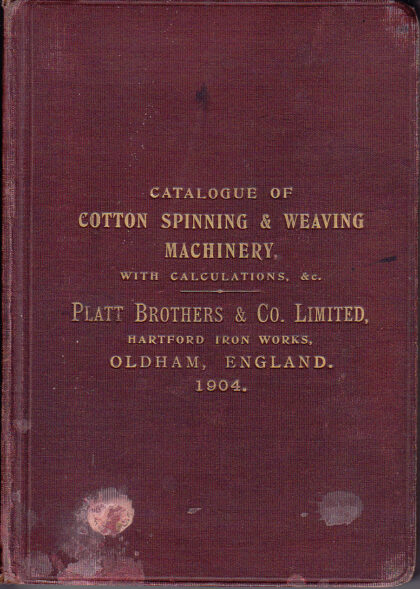 CATALOGUE OF
COTTON SPINNING & WEAVING
MACHINERY,
WITH CALCULATIONS, &c.
PLATT BROTHERS & CO. LIMITED,
HARTFORD IRON WORKS,
OLDHAM, ENGLAND.
1904.